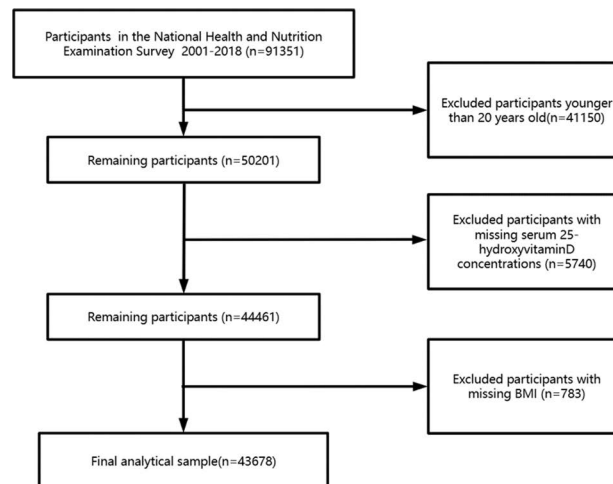 Participants in the National Health and Nutrition
Examination Survey 2001-2018 (n=91351)
Excluded participants younger
than 20 years old(n=41150)
Remaining participants (n=50201)
Excluded participants with
missing serum 25-
hydroxyvitaminD
concentrations (n=5740)
Remaining participants (n=44461)
Excluded participants with
missing BMI (n=783)
Final analytical sample(n=43678)